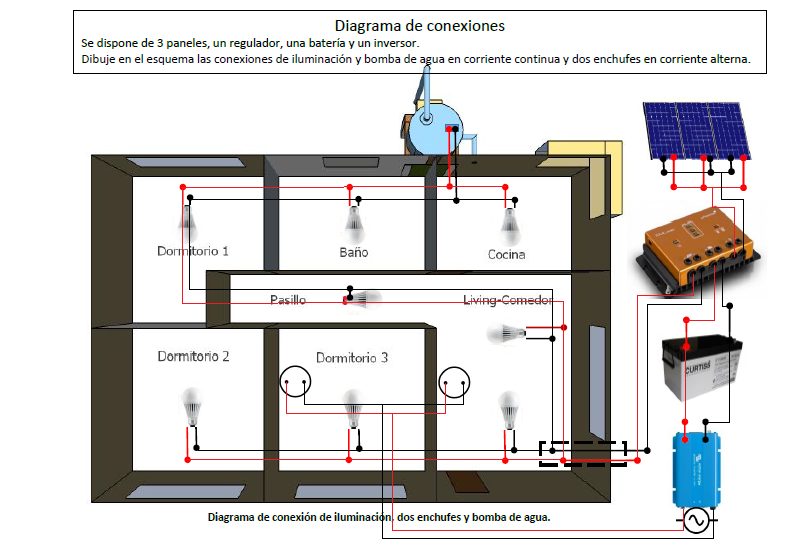 Diagrama de conexiones
Se dispone de 3 paneles, un regulador, una batería y un inversor.
Dibuje en el esquema las conexiones de iluminación y bomba de agua en corriente continua y dos enchufes en corriente alterna.
Dormitorio 1
Baño
Cocina
Pasillo
Living-Comedor
Dormitorio 2
Dormitorio 3
CURTISS
Diagrama de conexión de iluminación, dos enchufes y bomba de agua.